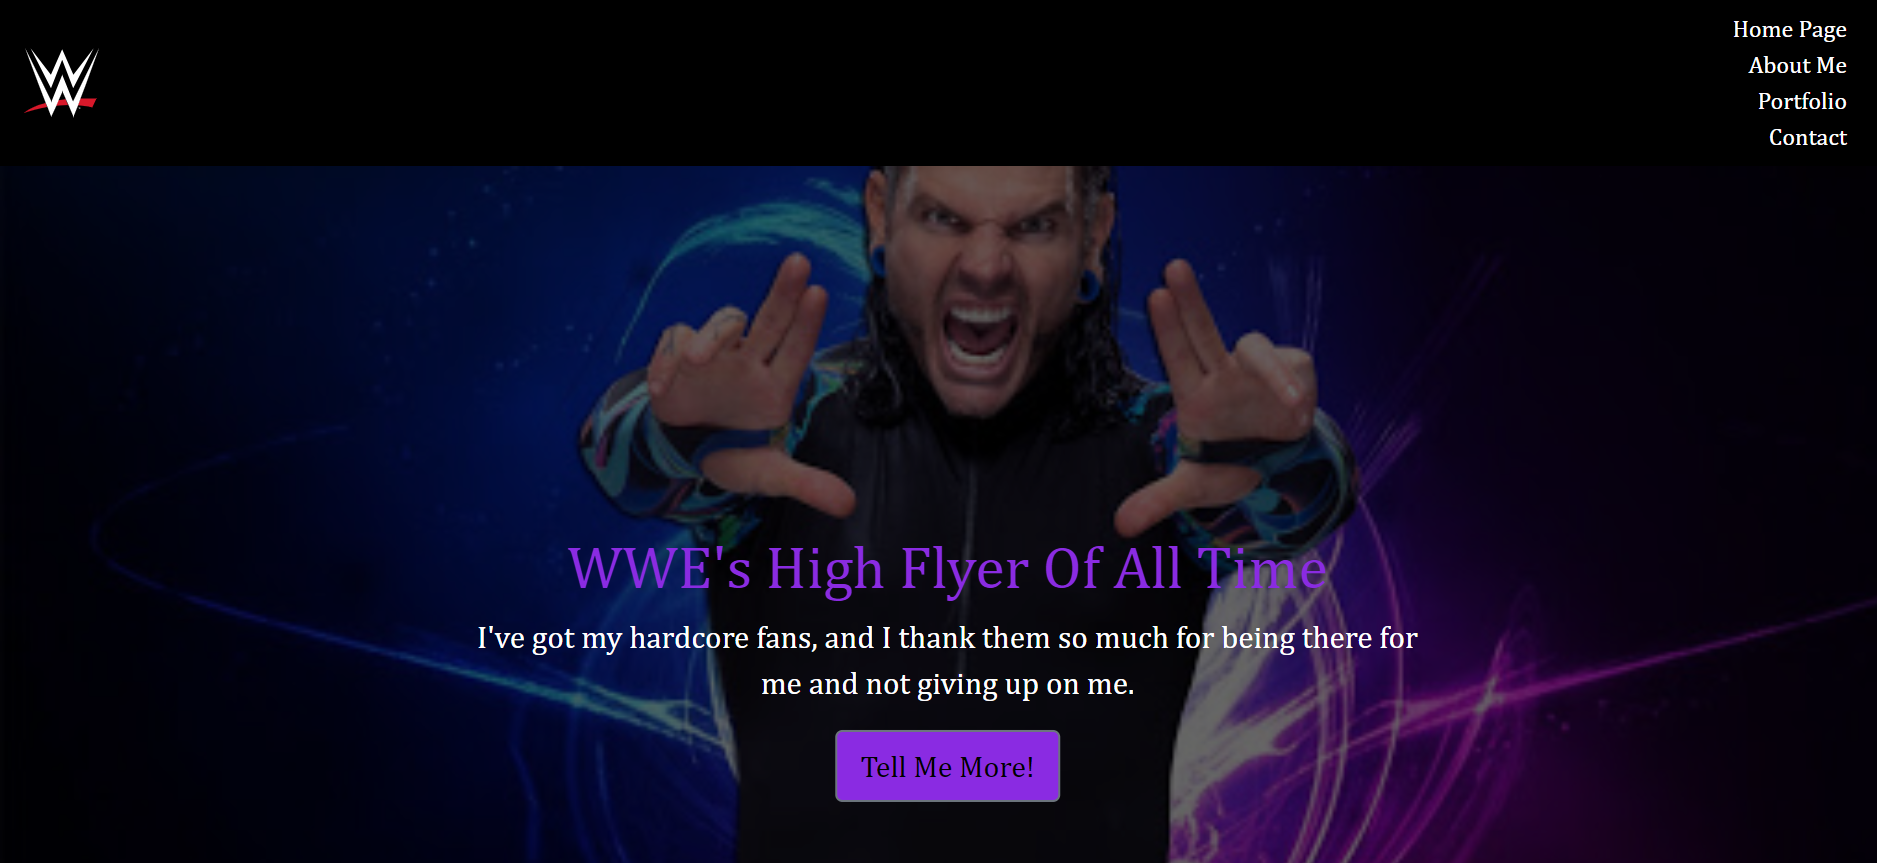 W
Home Page
About Me
Portfolio
Contact
WWE's High Flyer Of All Time
I've got my hardcore fans, and I thank them so much for being there for
me and not giving up on me.
Tell Me More!